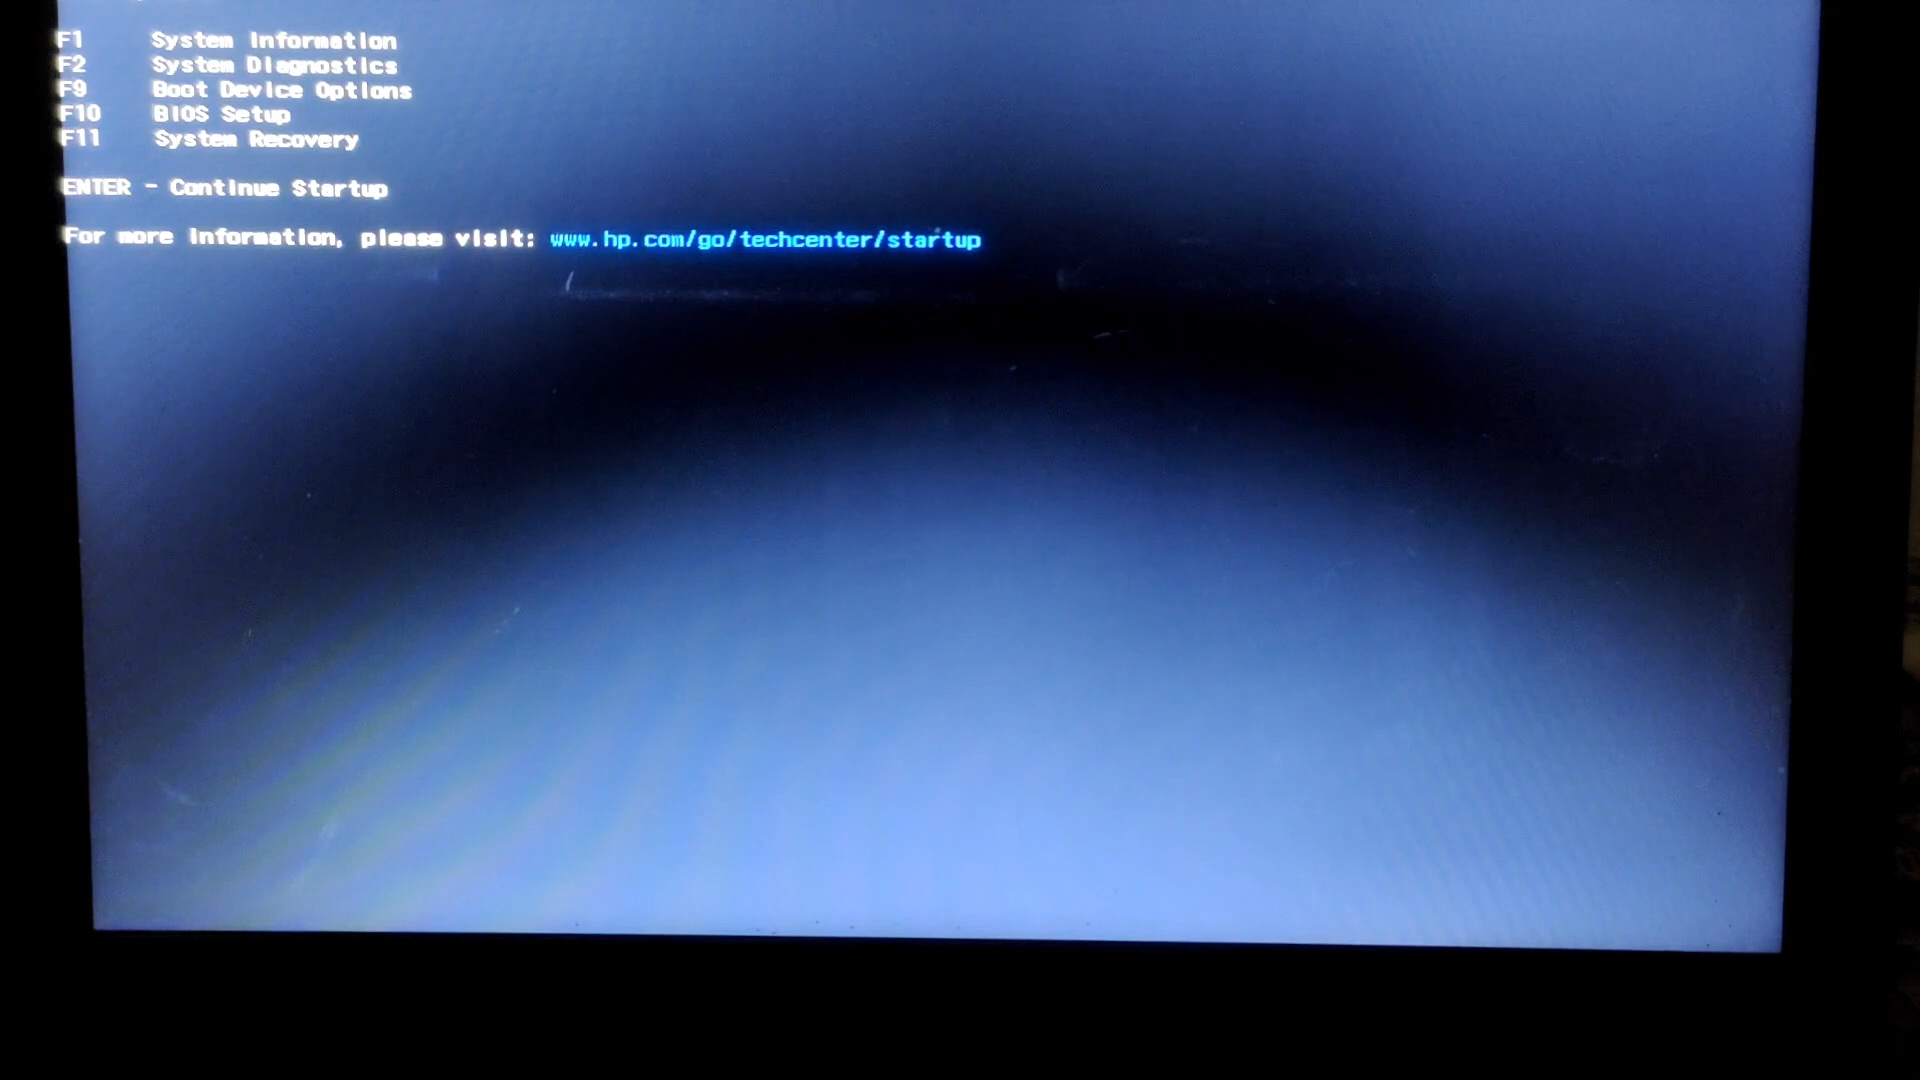 F1 System Information
F2 System Diagnostics
F9 Boot Device Options
F10 BIOS Setup
F11 System Recovery
ENTER - Continue Startup
For more information, please visit: www.hp.com/go/techcenter/startup